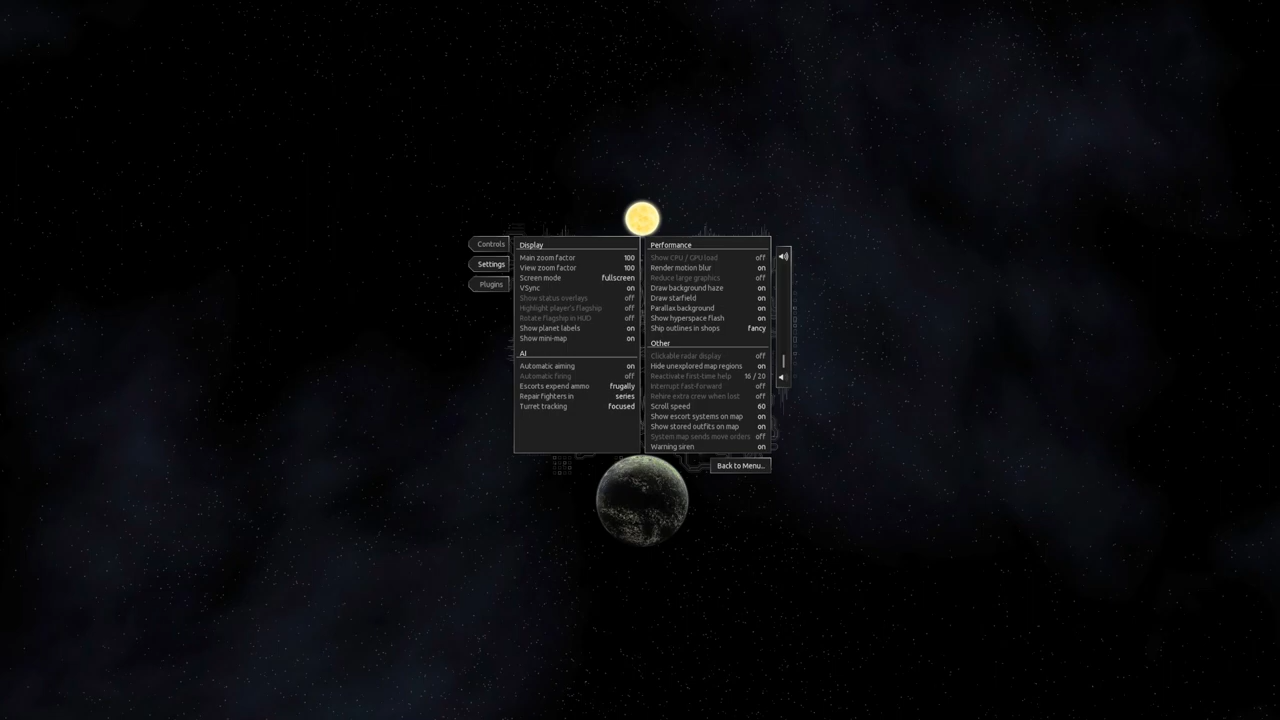 Controls
Settings
Plugins
Display
Main zoom factor 100
View zoom factor 100
Screen mode fullscreen
VSync on
Show status overlays off
Highlight player's flagship off
Rotate flagship in HUD off
Show planet labels on
Show mini-map on
AI
Automatic aiming on
Automatic firing off
Escorts expend ammo frugally
Repair fighters in series
Turret tracking focused
Performance
Show CPU / GPU load off
Render motion blur on
Reduce large graphics off
Draw background haze on
Draw starfield on
Parallax background on
Show hyperspace flash on
Ship outlines in shops fancy
Other
Clickable radar display off
Hide unexplored map regions on
Reactivate first-time help 16 / 20
Interrupt fast-forward off
Rehire extra crew when lost off
Scroll speed 60
Show escort systems on map on
Show stored outfits on map on
System map sends move orders off
Warning siren on
Back to Menu...